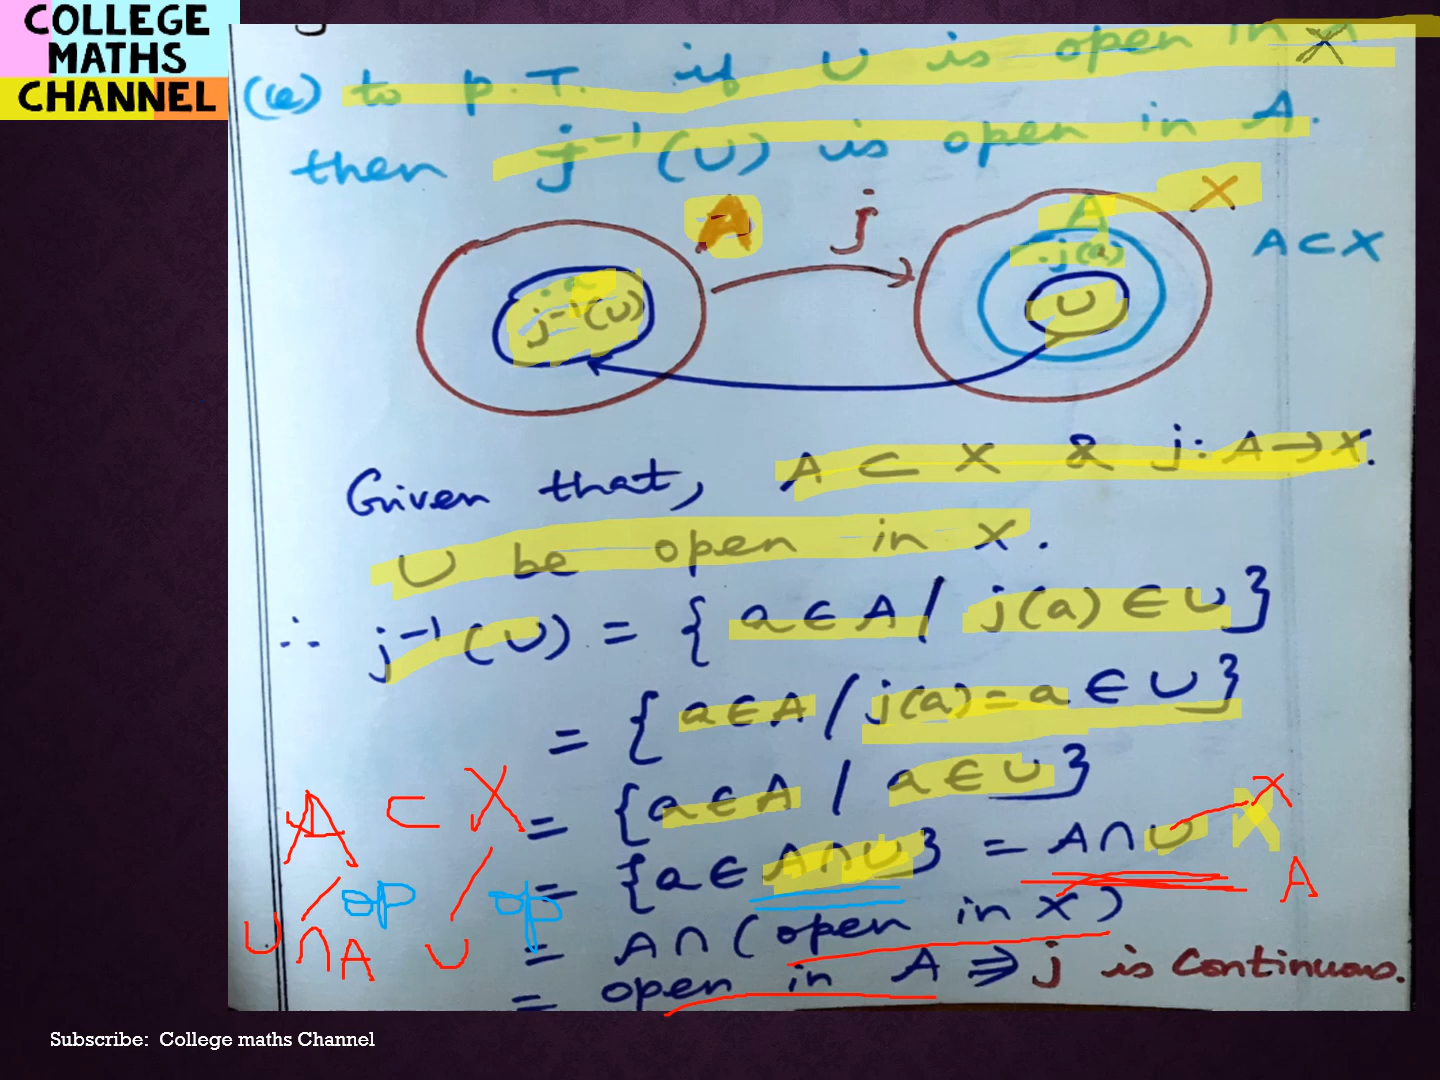 COLLEGE
MATHS
CHANNEL
(e) to p.T. if U is open in X
then j⁻¹(U) is open in A.
A j A X
.j(a) A⊂X
.a
j⁻¹(U) U
Given that, A ⊂ X & j: A→X.
U be open in X.
∴ j⁻¹(U) = { a∈A / j(a) ∈ U }
= { a∈A / j(a)=a ∈ U }
A ⊂ X = { a∈A / a∈U } X
= { a∈ A∩U } = A∩U X
op op A
U∩A U = A∩(open in X)
= open in A ⇒ j is continuous.
Subscribe: College maths Channel